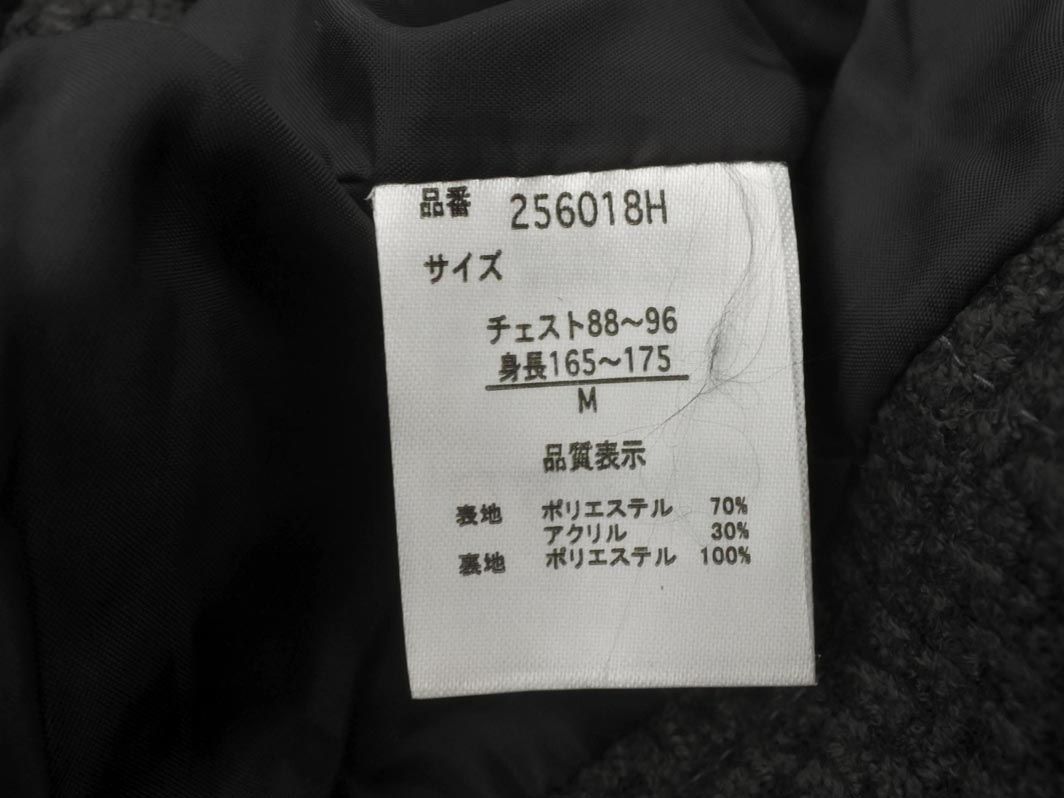 品番 256018H
サイズ
チェスト88～96
身長165～175
M
品質表示
表地 ポリエステル 70%
アクリル 30%
裏地 ポリエステル 100%